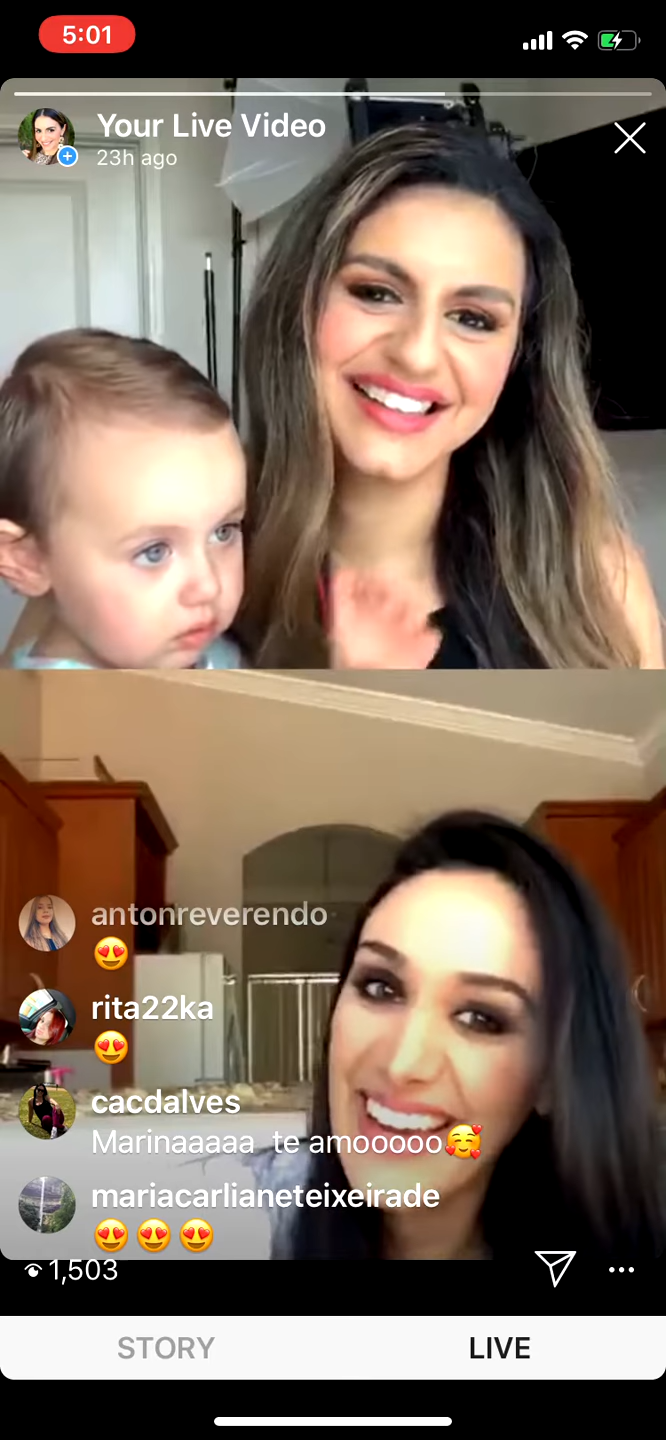 5:01
Your Live Video
23h ago
antonreverendo
😍
rita22ka
😍
cacdalves
Marinaaaaa te amooooo🥰
mariacarlianeteixeirade
😍😍😍
1,503
STORY
LIVE